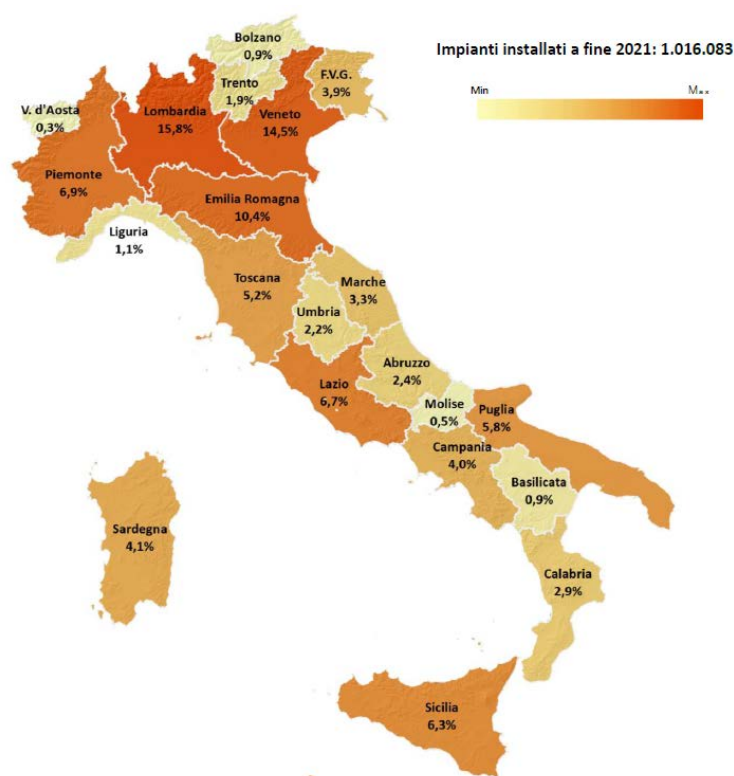 Impianti installati a fine 2021: 1.016.083
Min
Max
Bolzano
0,9%
Trento
1,9%
F.V.G.
3,9%
V. d'Aosta
0,3%
Lombardia
15,8%
Veneto
14,5%
Piemonte
6,9%
Emilia Romagna
10,4%
Liguria
1,1%
Toscana
5,2%
Marche
3,3%
Umbria
2,2%
Abruzzo
2,4%
Lazio
6,7%
Molise
0,5%
Puglia
5,8%
Campania
4,0%
Basilicata
0,9%
Sardegna
4,1%
Calabria
2,9%
Sicilia
6,3%